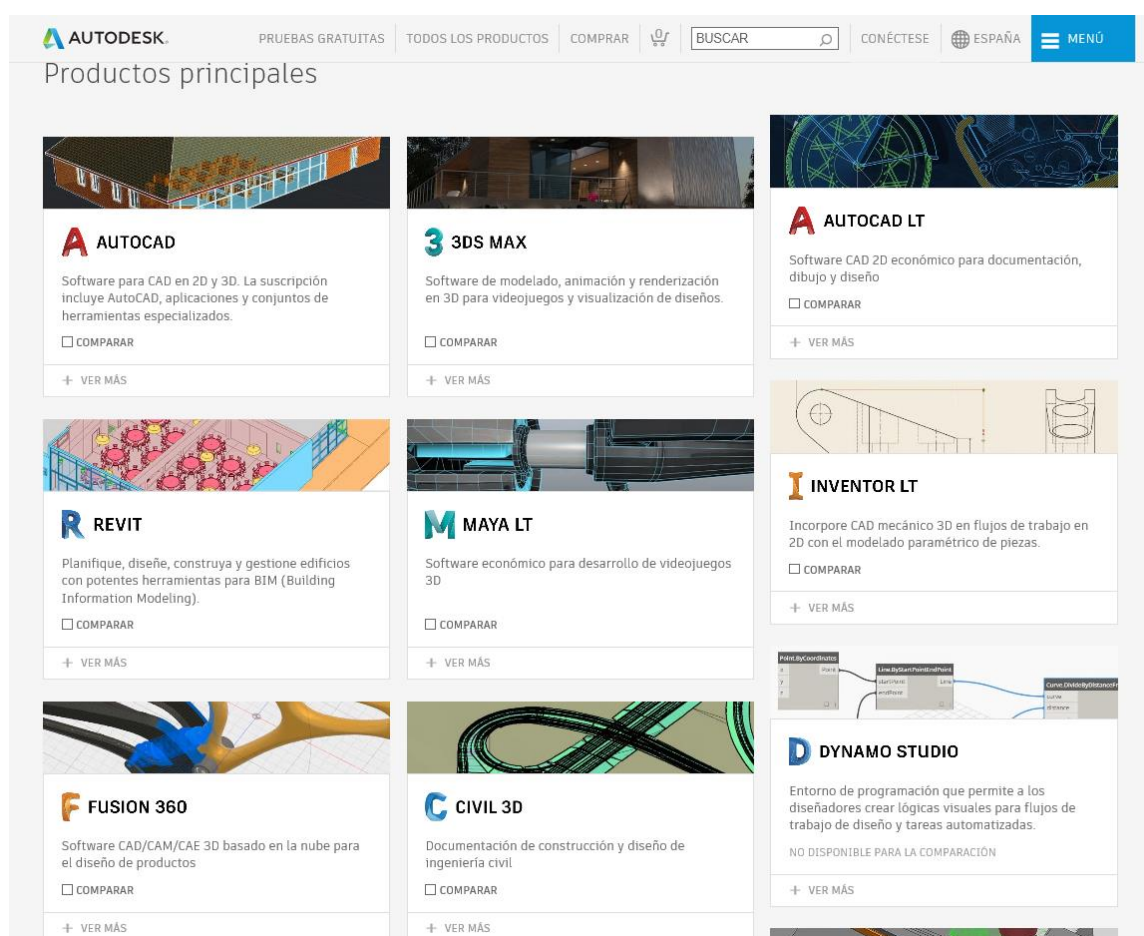 AUTODESK.
PRUEBAS GRATUITAS
TODOS LOS PRODUCTOS
COMPRAR
0
BUSCAR
CONÉCTESE
ESPAÑA
MENÚ
Productos principales
AUTOCAD
Software para CAD en 2D y 3D. La suscripción
incluye AutoCAD, aplicaciones y conjuntos de
herramientas especializados.
COMPARAR
VER MÁS
3DS MAX
Software de modelado, animación y renderización
en 3D para videojuegos y visualización de diseños.
COMPARAR
VER MÁS
AUTOCAD LT
Software CAD 2D económico para documentación,
dibujo y diseño
COMPARAR
VER MÁS
REVIT
Planifique, diseñe, construya y gestione edificios
con potentes herramientas para BIM (Building
Information Modeling).
COMPARAR
VER MÁS
MAYA LT
Software económico para desarrollo de videojuegos
3D
COMPARAR
VER MÁS
INVENTOR LT
Incorpore CAD mecánico 3D en flujos de trabajo en
2D con el modelado paramétrico de piezas.
COMPARAR
VER MÁS
FUSION 360
Software CAD/CAM/CAE 3D basado en la nube para
el diseño de productos
COMPARAR
VER MÁS
CIVIL 3D
Documentación de construcción y diseño de
ingeniería civil
COMPARAR
VER MÁS
Point.ByCoordinates
x
Point
y
z
Line.ByStartPointEndPoint
startPoint
Line
endPoint
Curve.DivideByDistanceFr
curve
distance
DYNAMO STUDIO
Entorno de programación que permite a los
diseñadores crear lógicas visuales para flujos de
trabajo de diseño y tareas automatizadas.
NO DISPONIBLE PARA LA COMPARACIÓN
VER MÁS